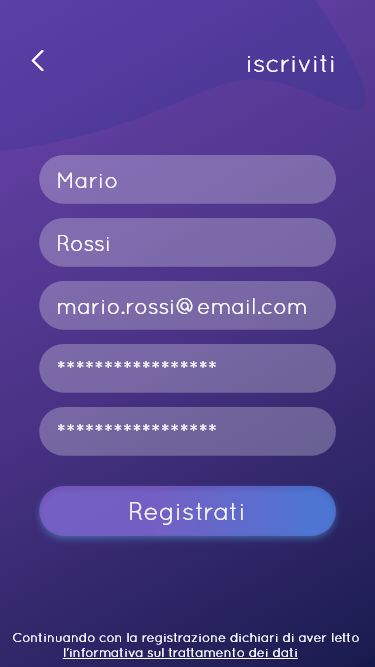 iscriviti
Mario
Rossi
mario.rossi@email.com
*****************
*****************
Registrati
Continuando con la registrazione dichiari di aver letto
l'informativa sul trattamento dei dati